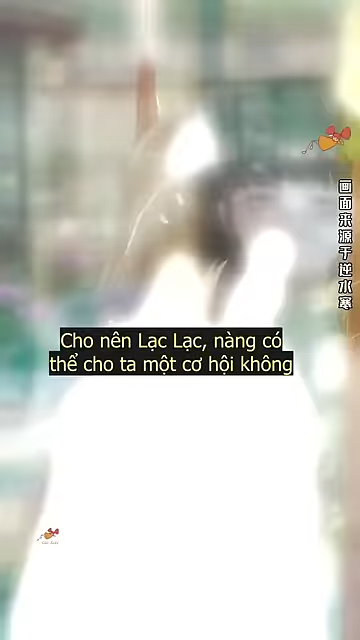 画面来源于逆水寒
Cho nên Lạc Lạc, nàng có
thể cho ta một cơ hội không